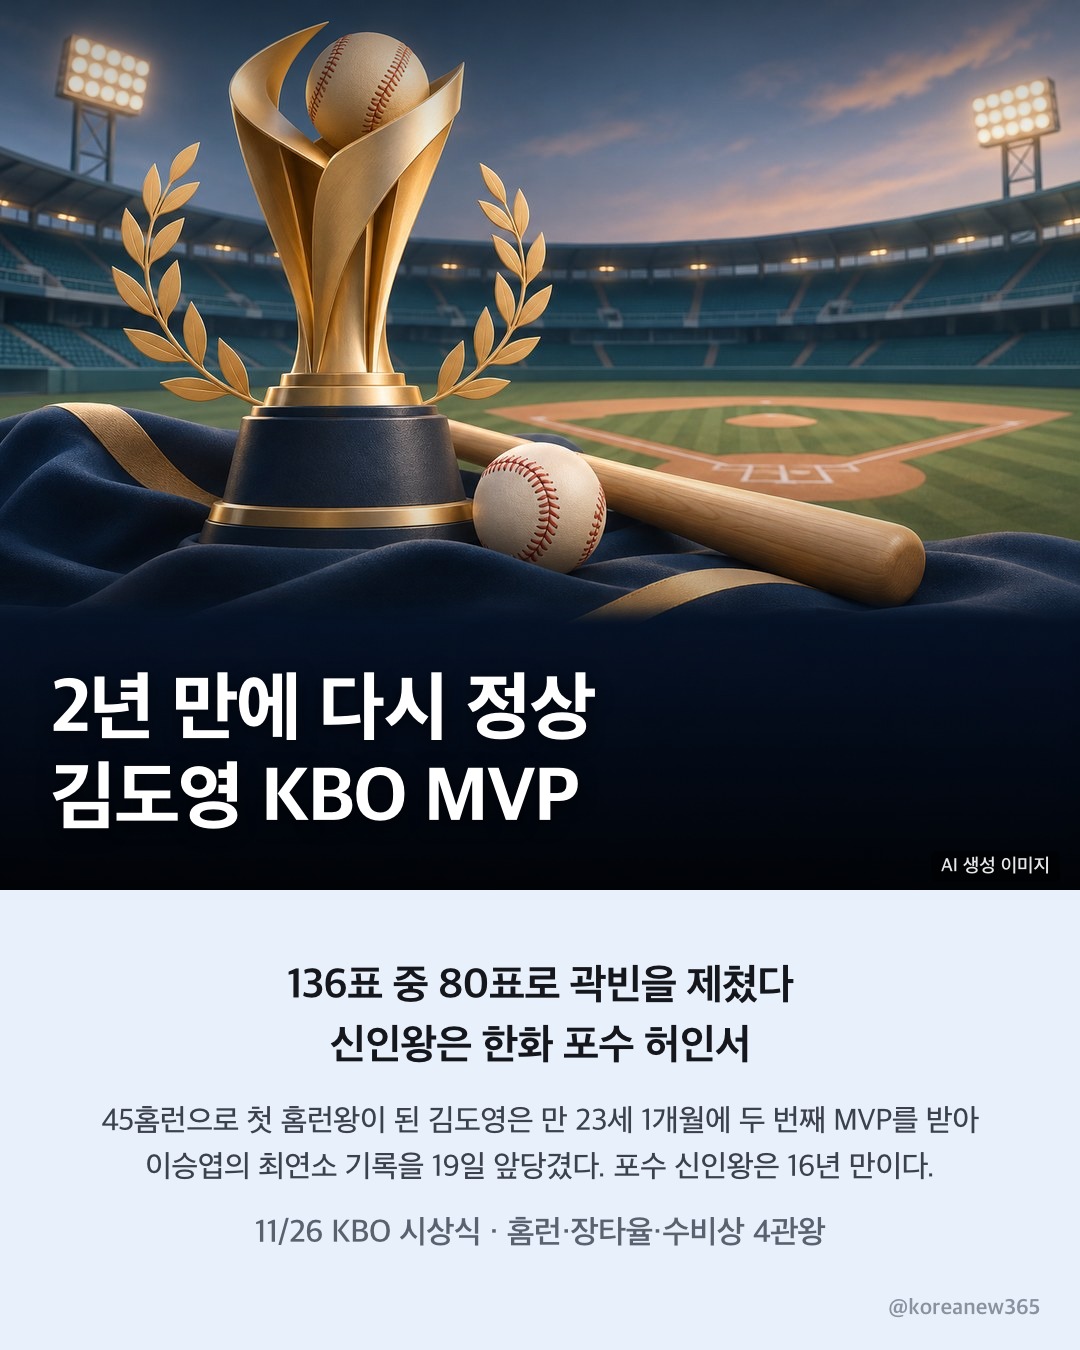 2년 만에 다시 정상
김도영 KBO MVP
AI 생성 이미지
136표 중 80표로 곽빈을 제쳤다
신인왕은 한화 포수 허인서
45홈런으로 첫 홈런왕이 된 김도영은 만 23세 1개월에 두 번째 MVP를 받아
이승엽의 최연소 기록을 19일 앞당겼다. 포수 신인왕은 16년 만이다.
11/26 KBO 시상식 · 홈런·장타율·수비상 4관왕
@koreanew365